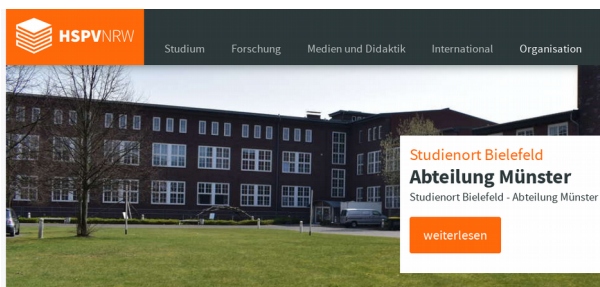 HSPVNRW
Studium Forschung Medien und Didaktik International Organisation
Studienort Bielefeld
Abteilung Münster
Studienort Bielefeld - Abteilung Münster
weiterlesen